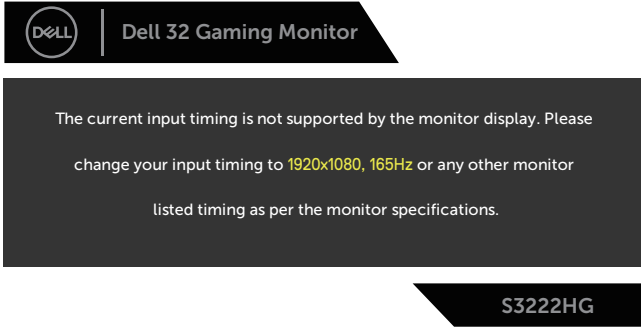 DELL
Dell 32 Gaming Monitor
The current input timing is not supported by the monitor display. Please
change your input timing to 1920x1080, 165Hz or any other monitor
listed timing as per the monitor specifications.
S3222HG